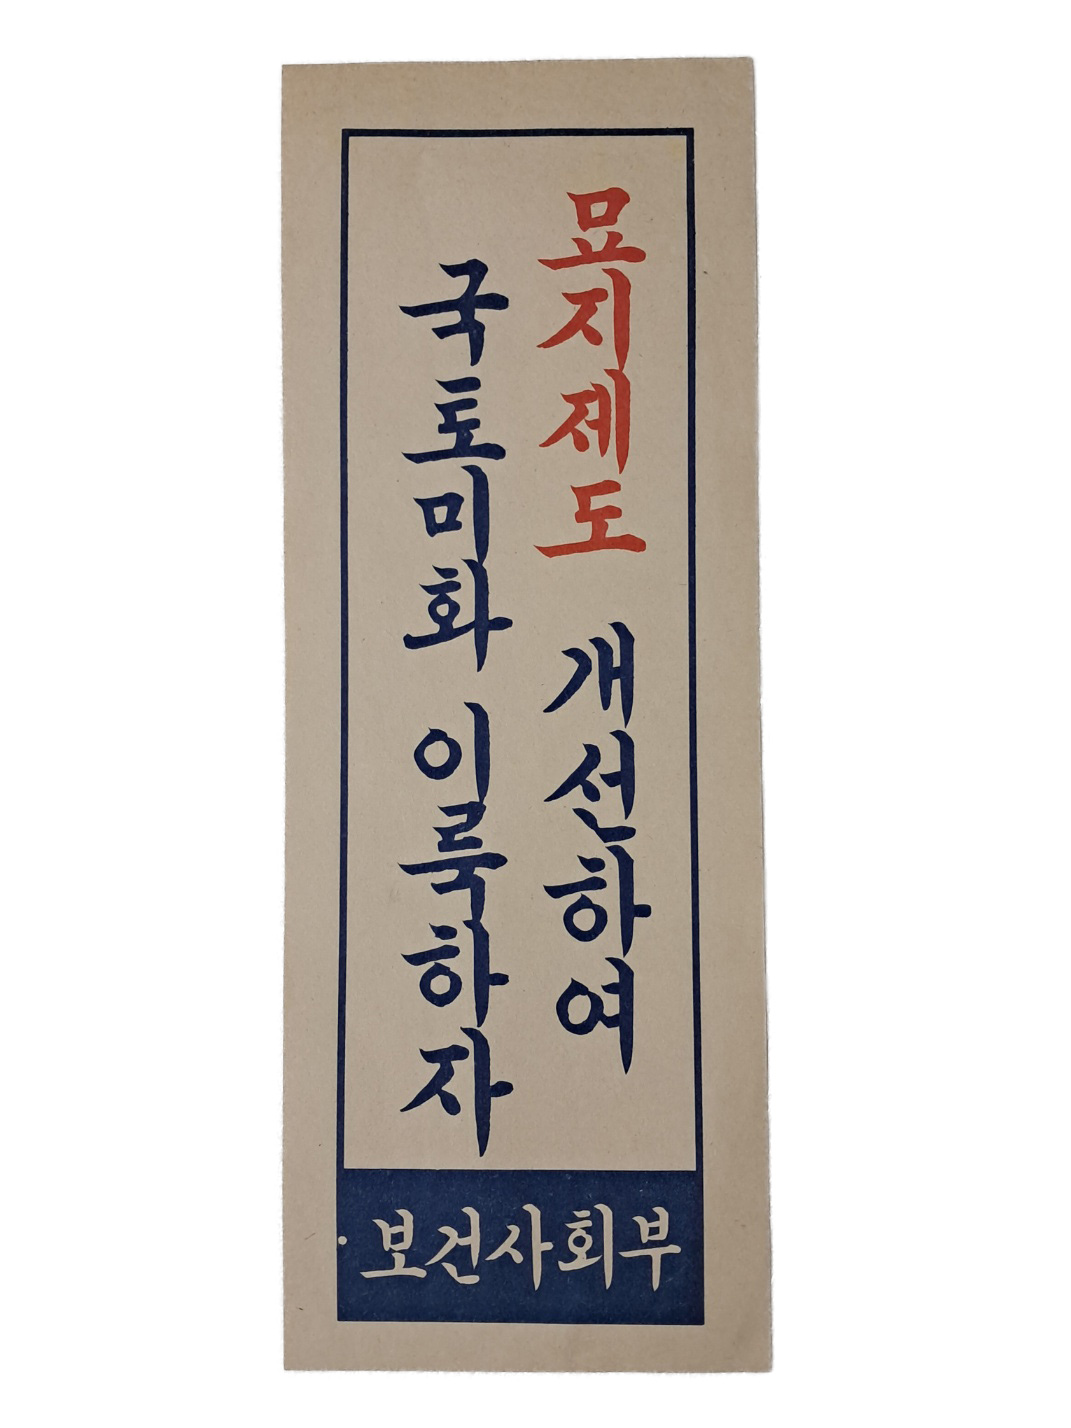 묘지제도 개선하여
국토미화 이룩하자
보건사회부